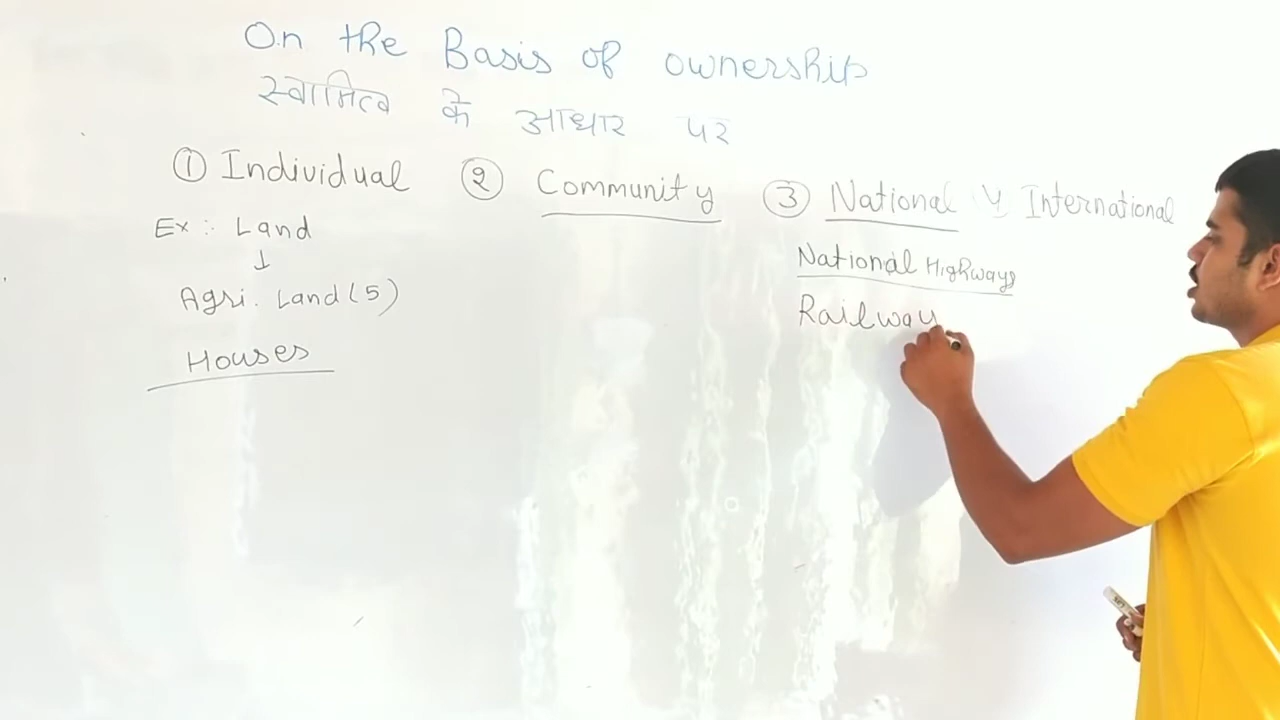 On the Basis of ownership
स्वामित्व के आधार पर
① Individual ② Community ③ National 4 International
Ex :- Land
↓
Agri. Land (5)
Houses
National Highways
Railway